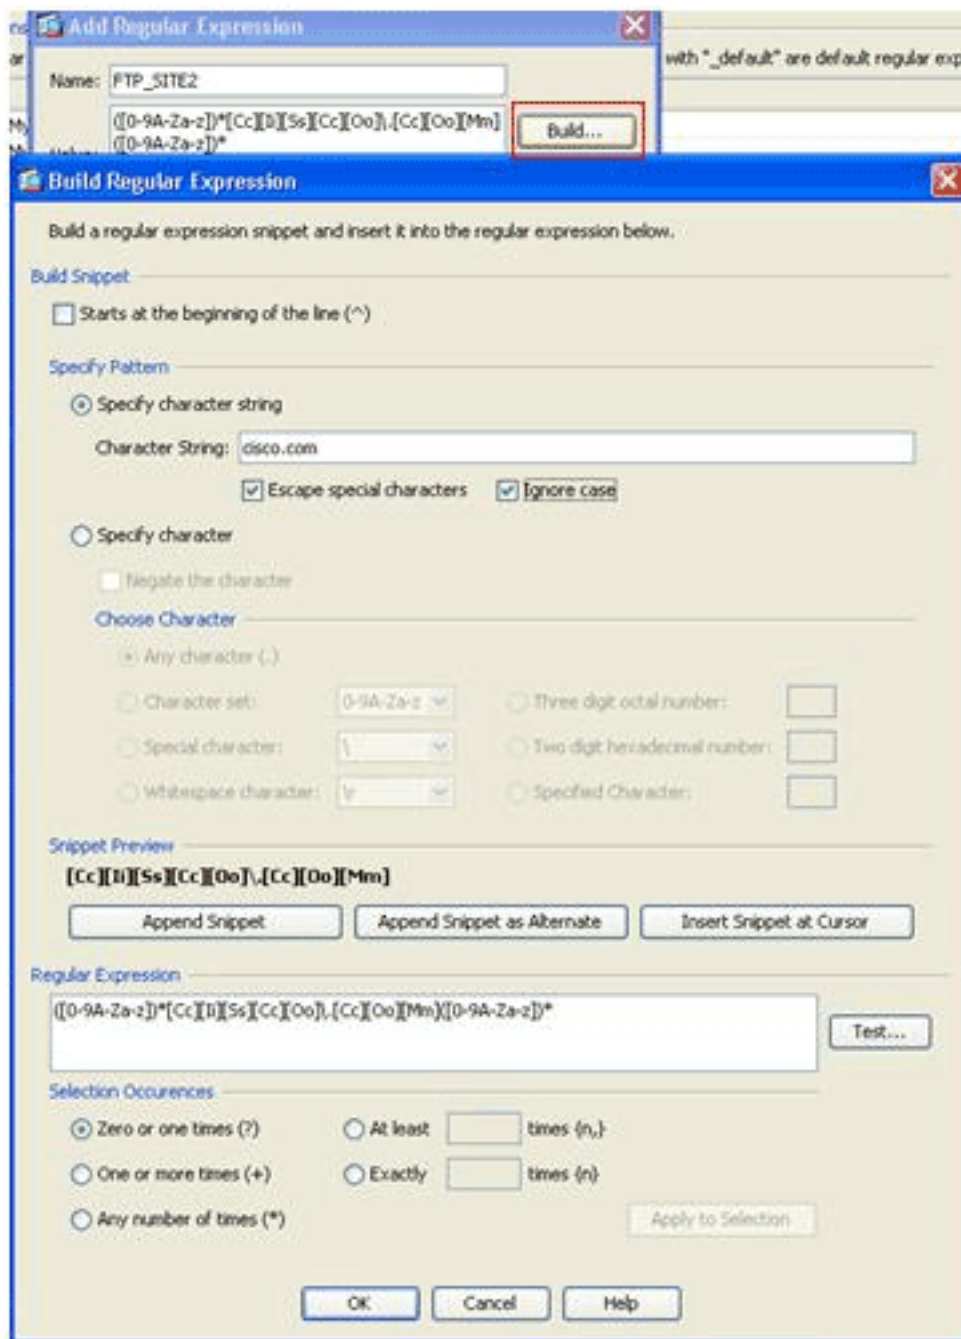 Add Regular Expression
with "_default" are default regular exp
Name: FTP_SITE2
([0-9A-Za-z])*[Cc][Ii][Ss][Cc][Oo]\.[Cc][Oo][Mm]
([0-9A-Za-z])*
Build...
Build Regular Expression
Build a regular expression snippet and insert it into the regular expression below.
Build Snippet
Starts at the beginning of the line (^)
Specify Pattern
Specify character string
Character String: cisco.com
Escape special characters Ignore case
Specify character
Negate the character
Choose Character
Any character (.)
Character set: 0-9A-Za-z Three digit octal number:
Special character: \ Two digit hexadecimal number:
Whitespace character: Specified Character:
Snippet Preview
[Cc][Ii][Ss][Cc][Oo]\.[Cc][Oo][Mm]
Append Snippet Append Snippet as Alternate Insert Snippet at Cursor
Regular Expression
([0-9A-Za-z])*[Cc][Ii][Ss][Cc][Oo]\.[Cc][Oo][Mm]([0-9A-Za-z])*
Test...
Selection Occurences
Zero or one times (?) At least times {n,}
One or more times (+) Exactly times {n}
Any number of times (*) Apply to Selection
OK Cancel Help